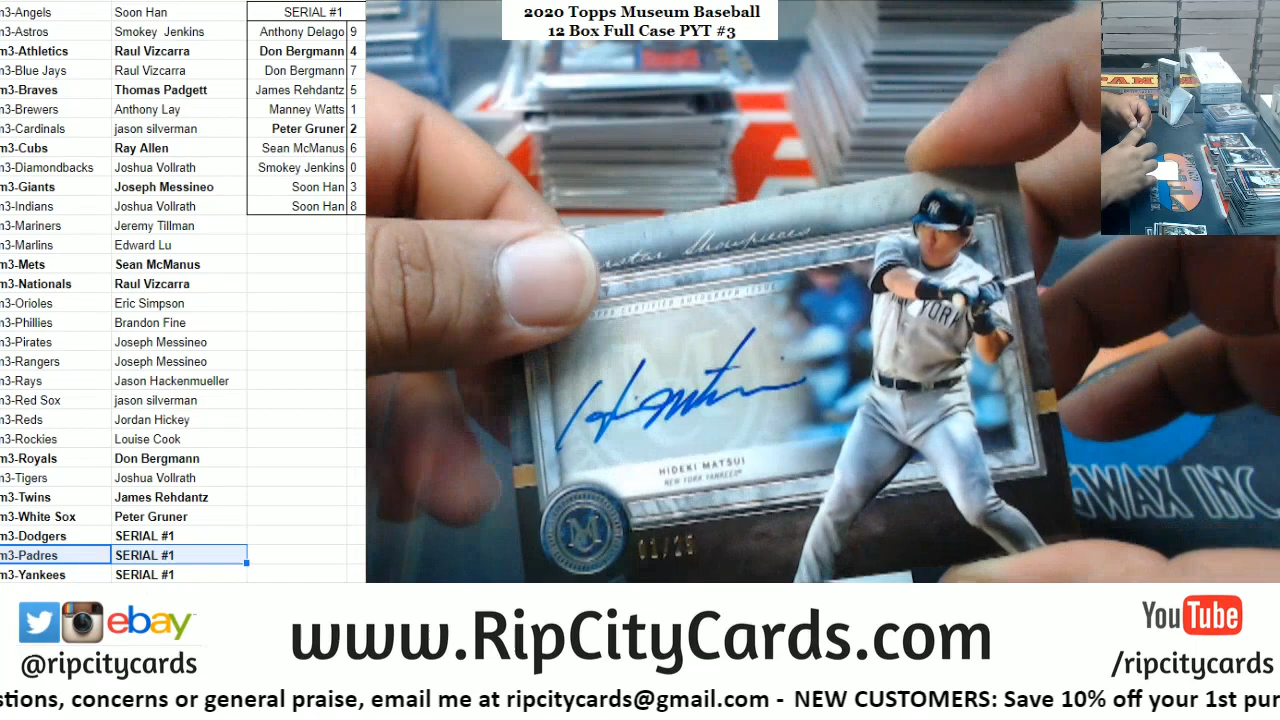 m3-Angels Soon Han SERIAL #1
m3-Astros Smokey Jenkins Anthony Delago 9
m3-Athletics Raul Vizcarra Don Bergmann 4
m3-Blue Jays Raul Vizcarra Don Bergmann 7
m3-Braves Thomas Padgett James Rehdantz 5
m3-Brewers Anthony Lay Manney Watts 1
m3-Cardinals jason silverman Peter Gruner 2
m3-Cubs Ray Allen Sean McManus 6
m3-Diamondbacks Joshua Vollrath Smokey Jenkins 0
m3-Giants Joseph Messineo Soon Han 3
m3-Indians Joshua Vollrath Soon Han 8
m3-Mariners Jeremy Tillman
m3-Marlins Edward Lu
m3-Mets Sean McManus
m3-Nationals Raul Vizcarra
m3-Orioles Eric Simpson
m3-Phillies Brandon Fine
m3-Pirates Joseph Messineo
m3-Rangers Joseph Messineo
m3-Rays Jason Hackenmueller
m3-Red Sox jason silverman
m3-Reds Jordan Hickey
m3-Rockies Louise Cook
m3-Royals Don Bergmann
m3-Tigers Joshua Vollrath
m3-Twins James Rehdantz
m3-White Sox Peter Gruner
m3-Dodgers SERIAL #1
m3-Padres SERIAL #1
m3-Yankees SERIAL #1
2020 Topps Museum Baseball
12 Box Full Case PYT #3
Showpieces
CERTIFIED AUTOGRAPH ISSUE
NEW YORK
HIDEKI MATSUI
NEW YORK YANKEES
M
01/25
WAX INC
ebay
@ripcitycards
www.RipCityCards.com
YouTube
/ripcitycards
stions, concerns or general praise, email me at ripcitycards@gmail.com - NEW CUSTOMERS: Save 10% off your 1st pur